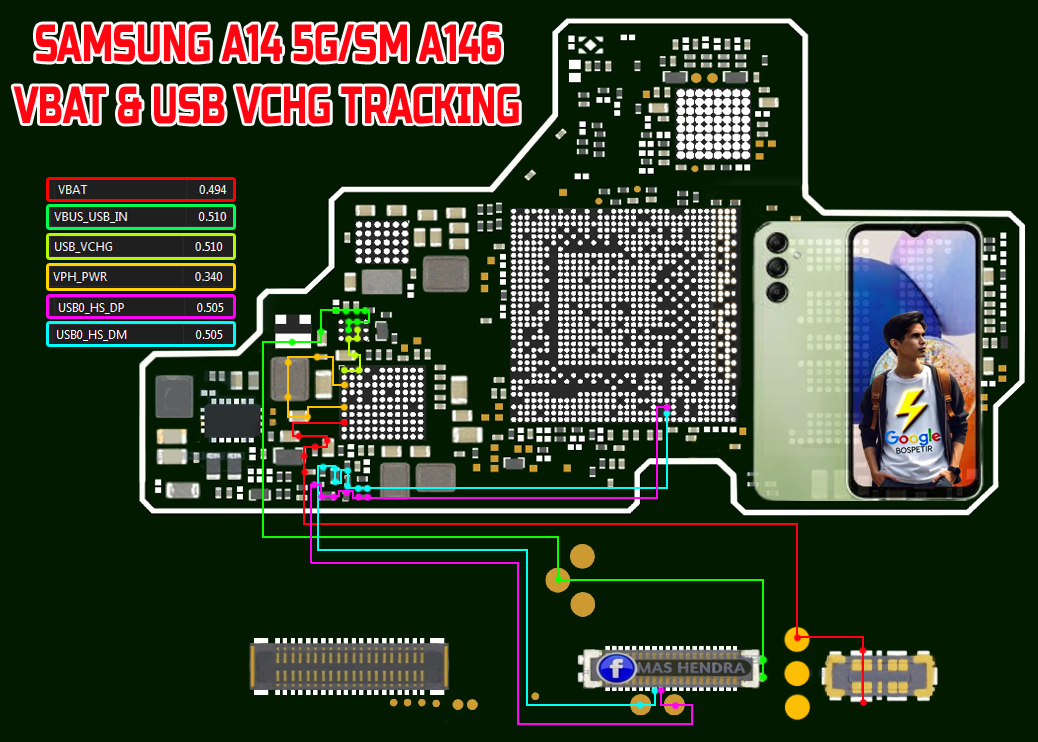 SAMSUNG A14 5G/SM A146
VBAT & USB VCHG TRACKING
VBAT 0.494
VBUS_USB_IN 0.510
USB_VCHG 0.510
VPH_PWR 0.340
USB0_HS_DP 0.505
USB0_HS_DM 0.505
Google
BOSPETIR
f MAS HENDRA